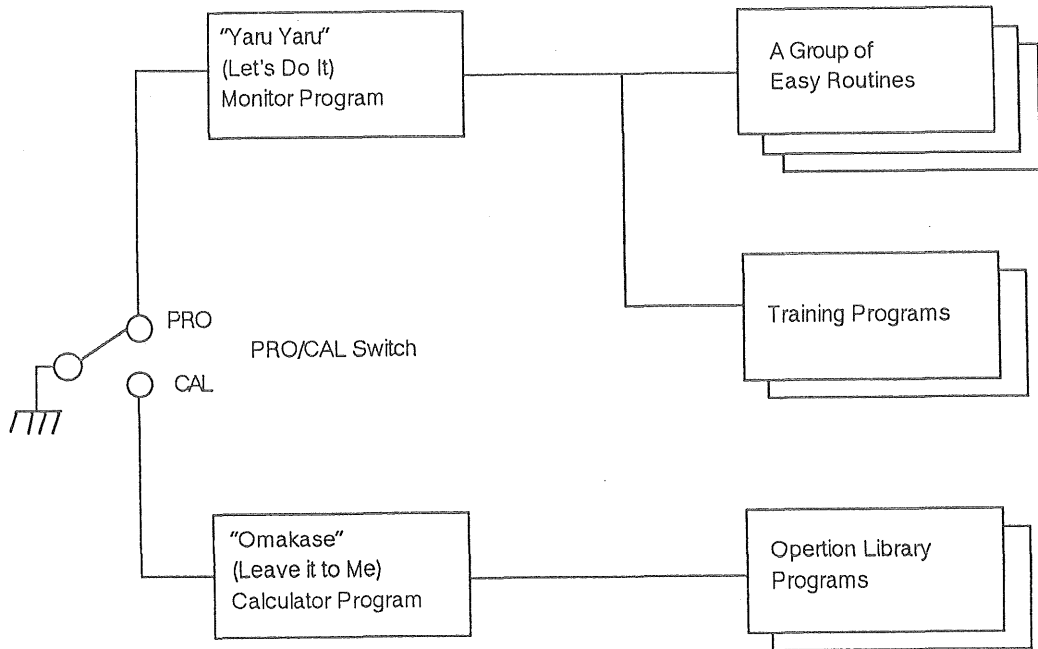 "Yaru Yaru"
(Let's Do It)
Monitor Program
A Group of
Easy Routines
Training Programs
PRO
PRO/CAL Switch
CAL
"Omakase"
(Leave it to Me)
Calculator Program
Opertion Library
Programs